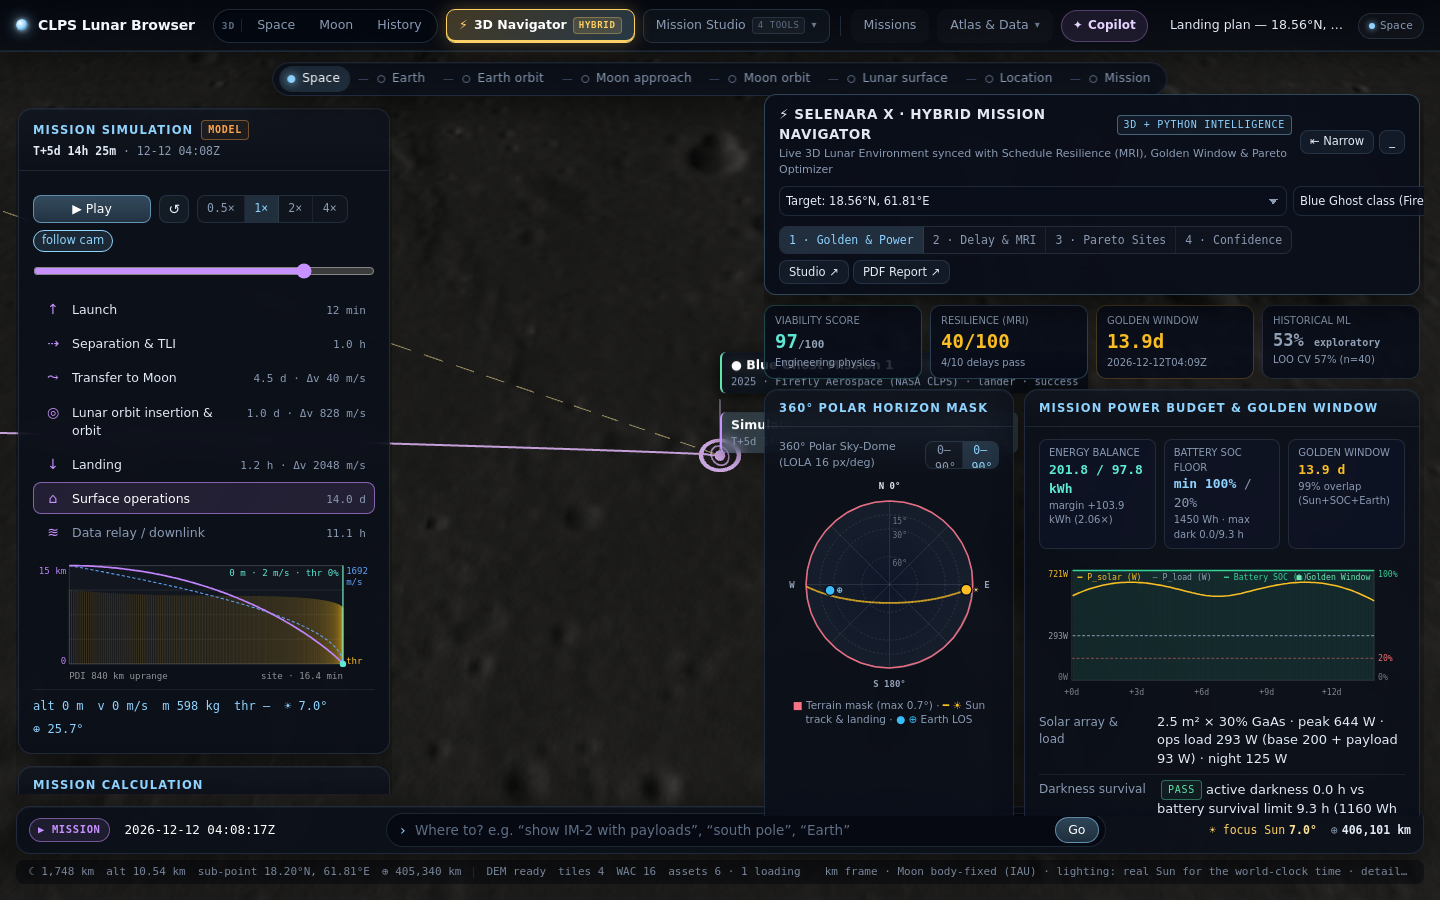 CLPS Lunar Browser
3D Space Moon History
⚡ 3D Navigator HYBRID
Mission Studio 4 TOOLS ▾
Missions
Atlas & Data ▾
✦ Copilot
Landing plan — 18.56°N, ...
Space
Space — Earth — Earth orbit — Moon approach — Moon orbit — Lunar surface — Location — Mission
MISSION SIMULATION MODEL
T+5d 14h 25m · 12-12 04:08Z
▶ Play ↺ 0.5× 1× 2× 4×
follow cam
↑ Launch 12 min
⇢ Separation & TLI 1.0 h
⤳ Transfer to Moon 4.5 d · Δv 40 m/s
◎ Lunar orbit insertion & orbit 1.0 d · Δv 828 m/s
↓ Landing 1.2 h · Δv 2048 m/s
⌂ Surface operations 14.0 d
≋ Data relay / downlink 11.1 h
15 km 0 m · 2 m/s · thr 0% 1692 m/s
0 thr
PDI 840 km uprange site · 16.4 min
alt 0 m v 0 m/s m 598 kg thr — ☀ 7.0°
⊕ 25.7°
MISSION CALCULATION
2025 · Firefly Aerospace (NASA CLPS) · lander · success
T+5d
⚡ SELENARA X · HYBRID MISSION NAVIGATOR
3D + PYTHON INTELLIGENCE
⇤ Narrow _
Live 3D Lunar Environment synced with Schedule Resilience (MRI), Golden Window & Pareto
Optimizer
Target: 18.56°N, 61.81°E
Blue Ghost class (Fire
1 · Golden & Power 2 · Delay & MRI 3 · Pareto Sites 4 · Confidence
Studio ↗ PDF Report ↗
VIABILITY SCORE
97/100
Engineering physics
RESILIENCE (MRI)
40/100
4/10 delays pass
GOLDEN WINDOW
13.9d
2026-12-12T04:09Z
HISTORICAL ML
53% exploratory
LOO CV 57% (n=40)
360° POLAR HORIZON MASK
360° Polar Sky-Dome
(LOLA 16 px/deg)
0–90° 0–90°
N 0°
15°
30°
60°
W ⊕ ☀ E
S 180°
Terrain mask (max 0.7°) · ━ ☀ Sun
track & landing · ● ⊕ Earth LOS
MISSION POWER BUDGET & GOLDEN WINDOW
ENERGY BALANCE
201.8 / 97.8 kWh
margin +103.9
kWh (2.06×)
BATTERY SOC FLOOR
min 100% / 20%
1450 Wh · max
dark 0.0/9.3 h
GOLDEN WINDOW
13.9 d
99% overlap
(Sun+SOC+Earth)
721W ━ P_solar (W) ─ P_load (W) ━ Battery SOC Golden Window 100%
293W
20%
0W 0%
+0d +3d +6d +9d +12d
Solar array & load
2.5 m² × 30% GaAs · peak 644 W ·
ops load 293 W (base 200 + payload
93 W) · night 125 W
Darkness survival
PASS active darkness 0.0 h vs
battery survival limit 9.3 h (1160 Wh
▶ MISSION 2026-12-12 04:08:17Z
› Where to? e.g. “show IM-2 with payloads”, “south pole”, “Earth” Go
☀ focus Sun 7.0° ⊕ 406,101 km
☾ 1,748 km alt 10.54 km sub-point 18.20°N, 61.81°E ⊕ 405,340 km DEM ready tiles 4 WAC 16 assets 6 · 1 loading km frame · Moon body-fixed (IAU) · lighting: real Sun for the world-clock time · detail…